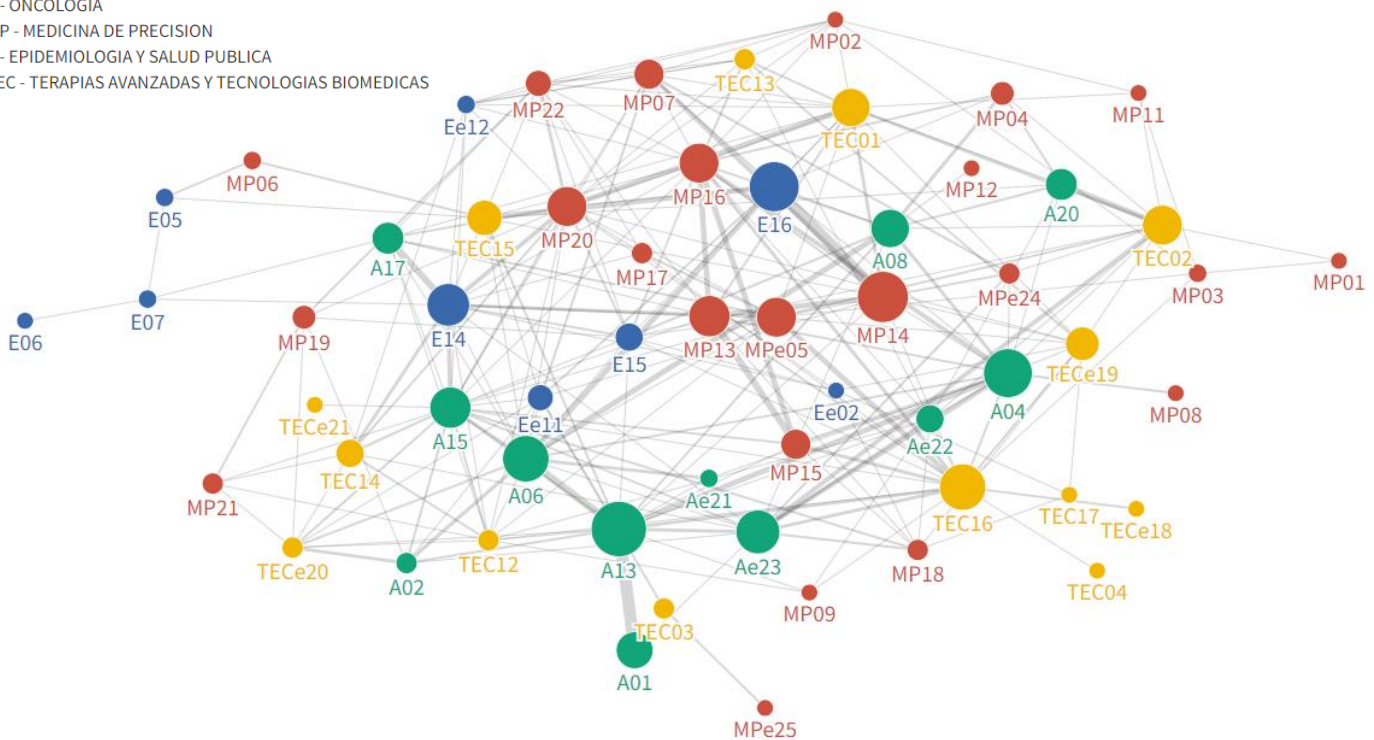 - ONCOLOGIA
P - MEDICINA DE PRECISION
- EPIDEMIOLOGIA Y SALUD PUBLICA
EC - TERAPIAS AVANZADAS Y TECNOLOGIAS BIOMEDICAS
MP02
TEC13
MP07
MP22
MP04
MP11
Ee12
TEC01
MP06
MP16
MP12
E05
E16
A20
MP20
TEC15
A08
TEC02
A17
MP17
MPe24
MP03
MP01
E07
E06
MP19
E14
E15
MP13
MPe05
MP14
TECe19
TECe21
A15
Ee11
Ee02
A04
MP08
Ae22
TEC14
MP15
A06
Ae21
MP21
TEC16
TEC17
TECe18
TECe20
TEC12
A13
Ae23
MP18
A02
TEC04
MP09
TEC03
A01
MPe25